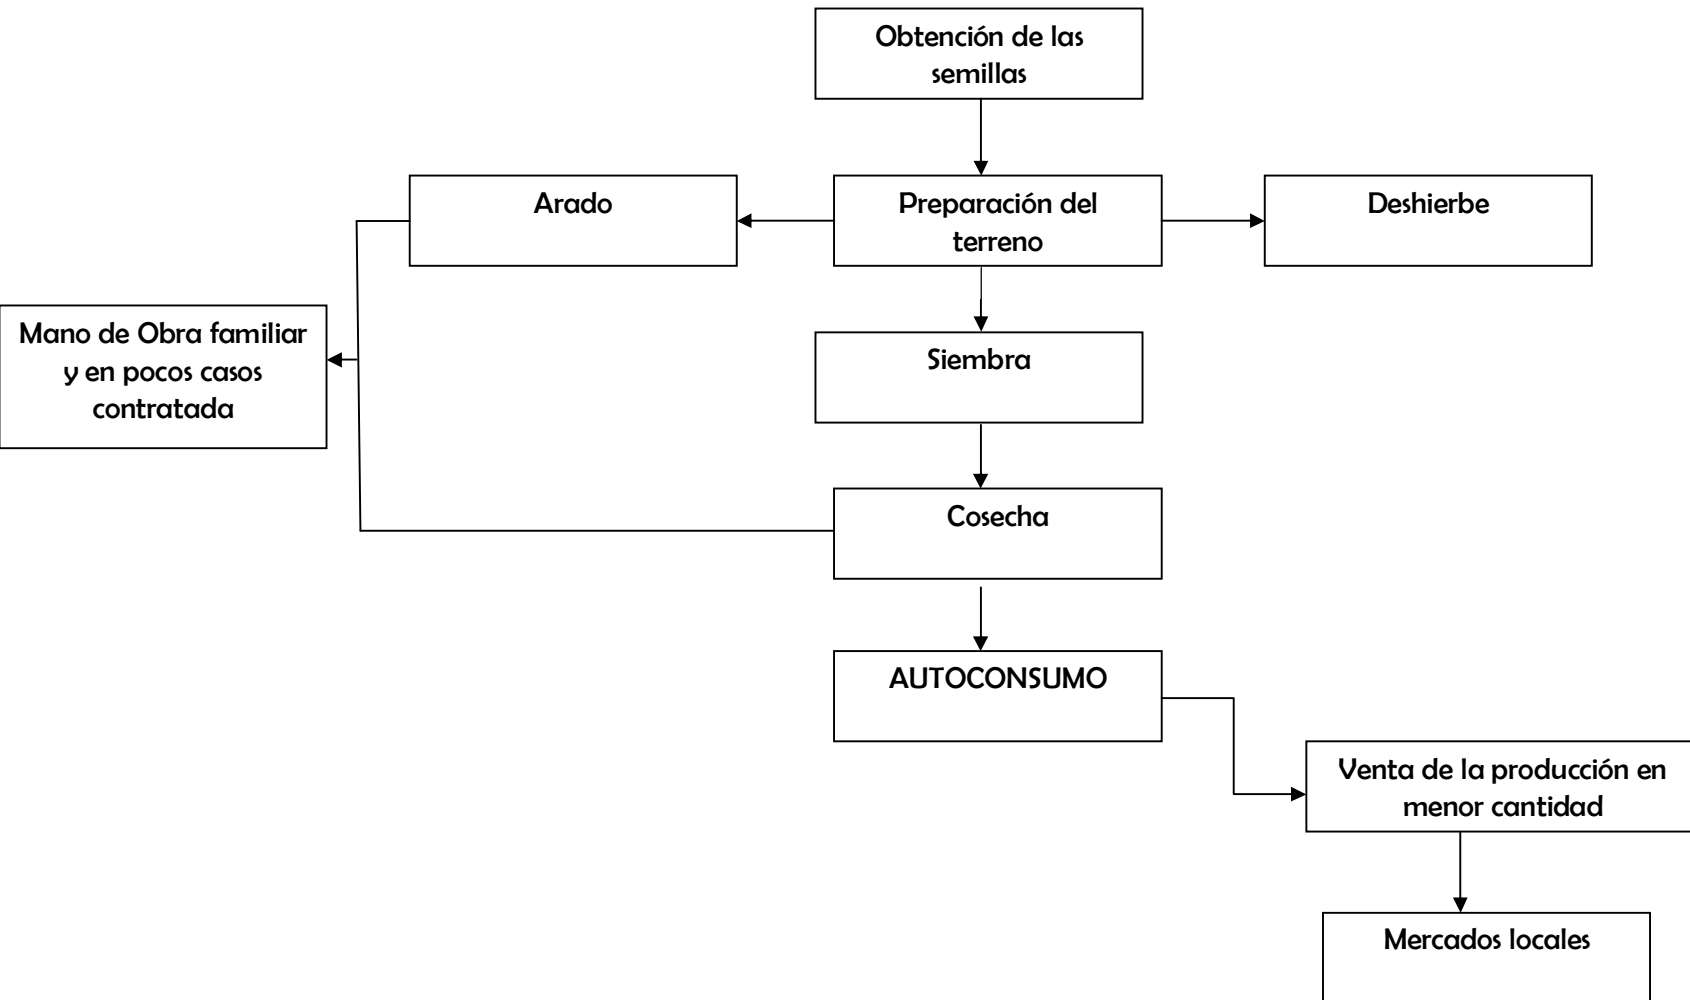 Obtención de las
semillas
Arado
Preparación del
terreno
Deshierbe
Mano de Obra familiar
y en pocos casos
contratada
Siembra
Cosecha
AUTOCONSUMO
Venta de la producción en
menor cantidad
Mercados locales